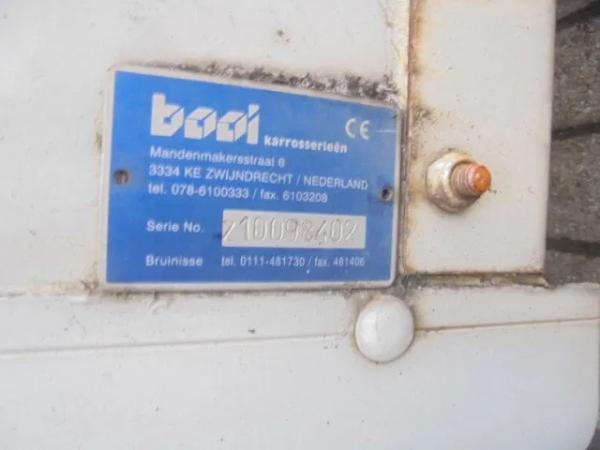 booi
karrosserieën
CE
Mandenmakersstraat 6
3334 KE ZWIJNDRECHT / NEDERLAND
tel. 078-6100333 / fax. 6103208
Serie No. Z10098402
Bruinisse tel. 0111-481730 / fax. 481406